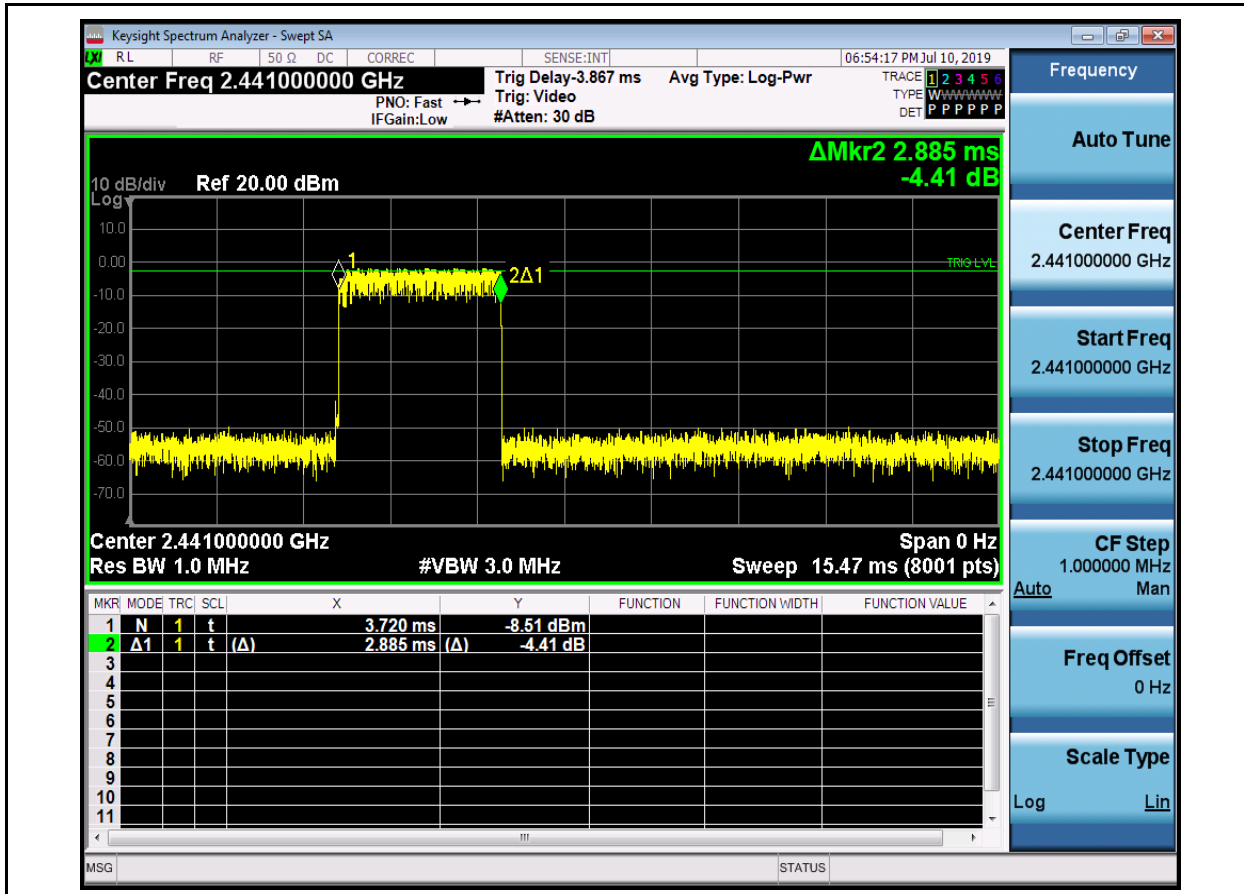 Keysight Spectrum Analyzer - Swept SA
LXI RL RF 50 Ω DC CORREC SENSE:INT 06:54:17 PM Jul 10, 2019
Center Freq 2.441000000 GHz
PNO: Fast
IFGain:Low
Trig Delay-3.867 ms
Trig: Video
#Atten: 30 dB
Avg Type: Log-Pwr
TRACE 1 2 3 4 5 6
TYPE WWWWWW
DET P P P P P P
ΔMkr2 2.885 ms
-4.41 dB
10 dB/div
Log
Ref 20.00 dBm
10.0
0.00
-10.0
-20.0
-30.0
-40.0
-50.0
-60.0
-70.0
1
2Δ1
TRIG LVL
Center 2.441000000 GHz Span 0 Hz
Res BW 1.0 MHz #VBW 3.0 MHz Sweep 15.47 ms (8001 pts)
MKR MODE TRC SCL X Y FUNCTION FUNCTION WIDTH FUNCTION VALUE
1 N 1 t 3.720 ms -8.51 dBm
2 Δ1 1 t (Δ) 2.885 ms (Δ) -4.41 dB
3
4
5
6
7
8
9
10
11
MSG STATUS
Frequency
Auto Tune
Center Freq
2.441000000 GHz
Start Freq
2.441000000 GHz
Stop Freq
2.441000000 GHz
CF Step
1.000000 MHz
Auto Man
Freq Offset
0 Hz
Scale Type
Log Lin